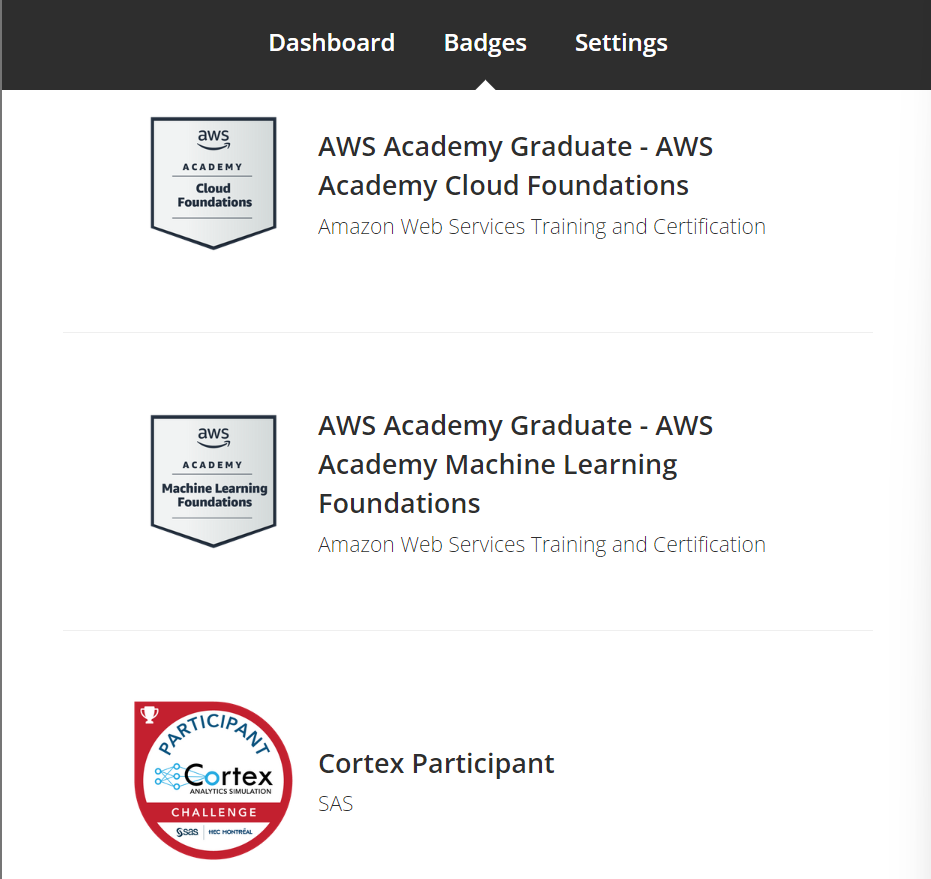 Dashboard Badges Settings
aws
ACADEMY
Cloud
Foundations
AWS Academy Graduate - AWS
Academy Cloud Foundations
Amazon Web Services Training and Certification
aws
ACADEMY
Machine Learning
Foundations
AWS Academy Graduate - AWS
Academy Machine Learning
Foundations
Amazon Web Services Training and Certification
PARTICIPANT
Cortex
ANALYTICS SIMULATION
CHALLENGE
sas HEC MONTRÉAL
Cortex Participant
SAS